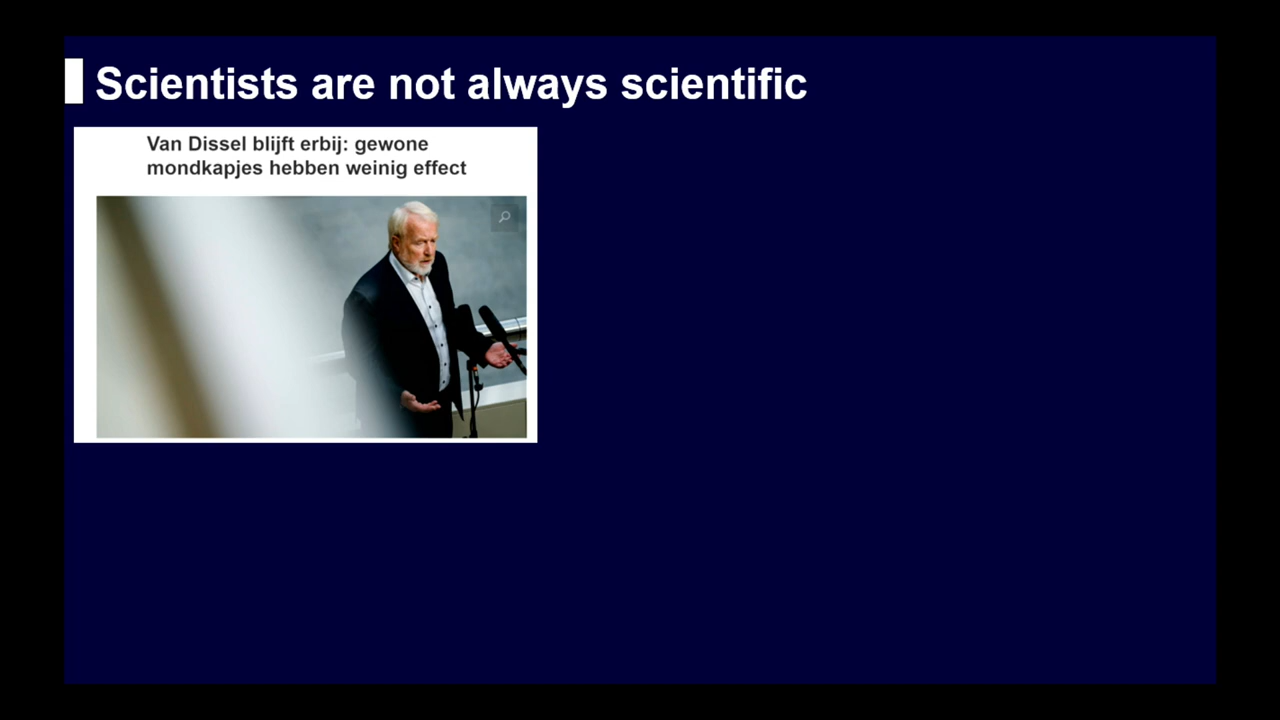 Scientists are not always scientific
Van Dissel blijft erbij: gewone
mondkapjes hebben weinig effect